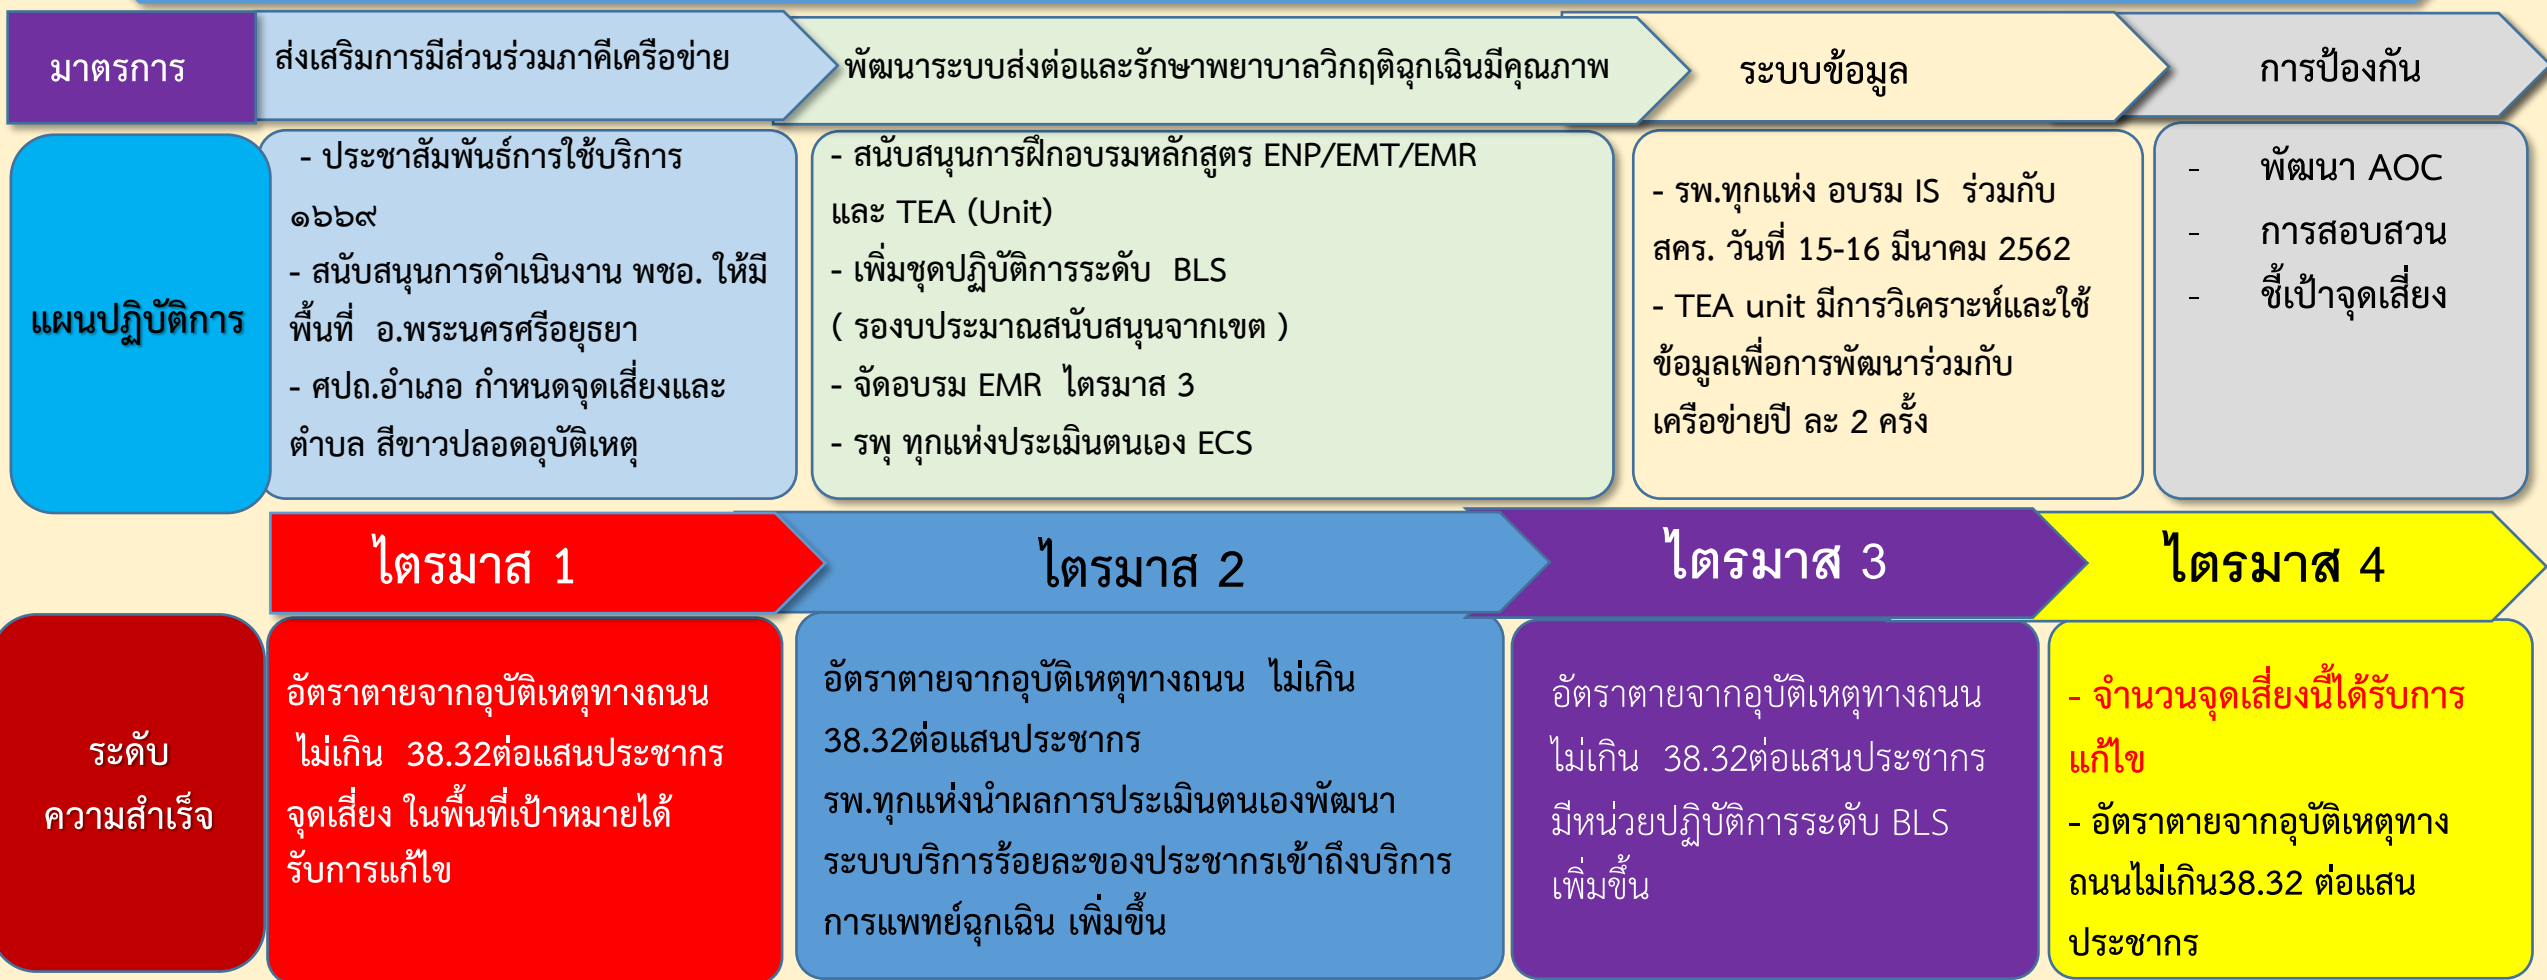 มาตรการ
ส่งเสริมการมีส่วนร่วมภาคีเครือข่าย
พัฒนาระบบส่งต่อและรักษาพยาบาลวิกฤติฉุกเฉินมีคุณภาพ
ระบบข้อมูล
การป้องกัน
แผนปฏิบัติการ
- ประชาสัมพันธ์การใช้บริการ
๑๖๖๙
- สนับสนุนการดำเนินงาน พชอ. ให้มี
พื้นที่ อ.พระนครศรีอยุธยา
- ศปถ.อำเภอ กำหนดจุดเสี่ยงและ
ตำบล สีขาวปลอดอุบัติเหตุ
- สนับสนุนการฝึกอบรมหลักสูตร ENP/EMT/EMR
และ TEA (Unit)
- เพิ่มชุดปฏิบัติการระดับ BLS
( รองบประมาณสนับสนุนจากเขต )
- จัดอบรม EMR ไตรมาส 3
- รพุ ทุกแห่งประเมินตนเอง ECS
- รพ.ทุกแห่ง อบรม IS ร่วมกับ
สคร. วันที่ 15-16 มีนาคม 2562
- TEA unit มีการวิเคราะห์และใช้
ข้อมูลเพื่อการพัฒนาร่วมกับ
เครือข่ายปี ละ 2 ครั้ง
- พัฒนา AOC
- การสอบสวน
- ชี้เป้าจุดเสี่ยง
ไตรมาส 1
ไตรมาส 2
ไตรมาส 3
ไตรมาส 4
ระดับ
ความสำเร็จ
อัตราตายจากอุบัติเหตุทางถนน
ไม่เกิน 38.32ต่อแสนประชากร
จุดเสี่ยง ในพื้นที่เป้าหมายได้
รับการแก้ไข
อัตราตายจากอุบัติเหตุทางถนน ไม่เกิน
38.32ต่อแสนประชากร
รพ.ทุกแห่งนำผลการประเมินตนเองพัฒนา
ระบบบริการร้อยละของประชากรเข้าถึงบริการ
การแพทย์ฉุกเฉิน เพิ่มขึ้น
อัตราตายจากอุบัติเหตุทางถนน
ไม่เกิน 38.32ต่อแสนประชากร
มีหน่วยปฏิบัติการระดับ BLS
เพิ่มขึ้น
- จำนวนจุดเสี่ยงนี้ได้รับการ
แก้ไข
- อัตราตายจากอุบัติเหตุทาง
ถนนไม่เกิน38.32 ต่อแสน
ประชากร